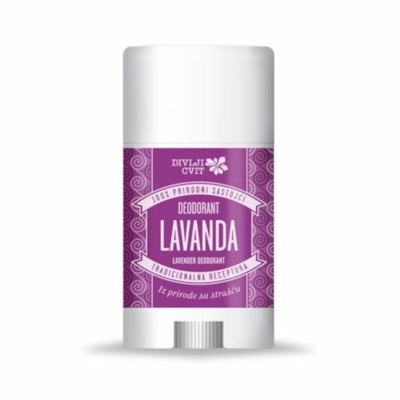 DIVLJI
CVIT
100% PRIRODNI SASTOJCI
DEODORANT
LAVANDA
LAVENDER DEODORANT
TRADICIONALNA RECEPTURA
Iz prirode sa strašću